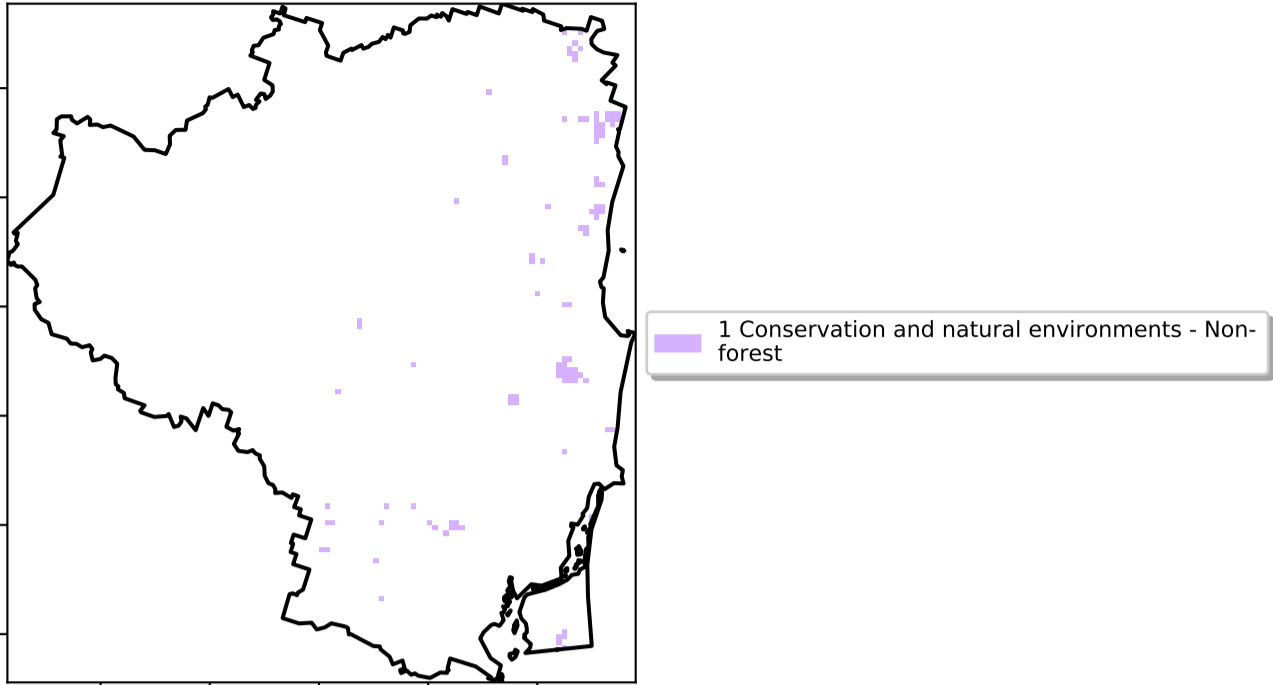 1 Conservation and natural environments - Non-
forest